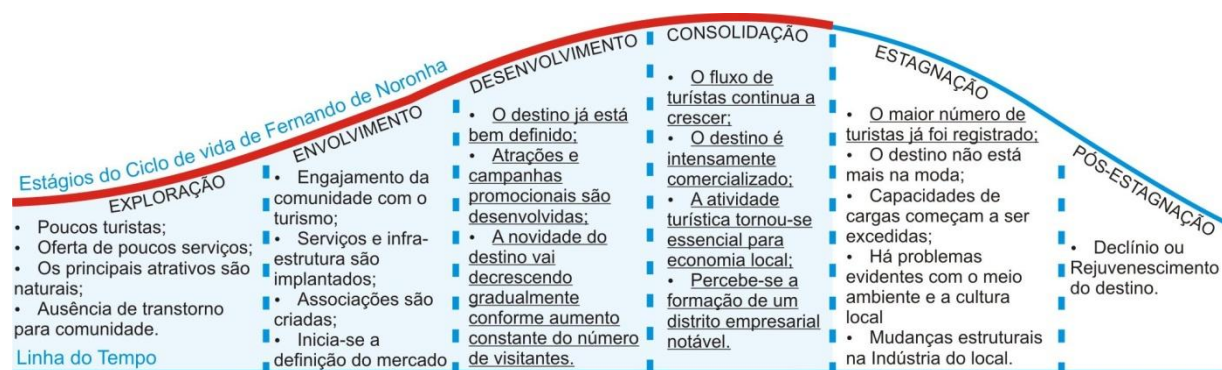 Estágios do Ciclo de vida de Fernando de Noronha
EXPLORAÇÃO
• Poucos turistas;
• Oferta de poucos serviços;
• Os principais atrativos são
naturais;
• Ausência de transtorno
para comunidade.
Linha do Tempo
ENVOLVIMENTO
• Engajamento da
comunidade com o
turismo;
• Serviços e infra-
estrutura são
implantados;
• Associações são
criadas;
• Inicia-se a
definição do mercado
DESENVOLVIMENTO
• O destino já está
bem definido;
• Atrações e
campanhas
promocionais são
desenvolvidas;
• A novidade do
destino vai
decrescendo
gradualmente
conforme aumento
constante do número
de visitantes.
CONSOLIDAÇÃO
• O fluxo de
turístas continua a
crescer;
• O destino é
intensamente
comercializado;
• A atividade
turística tornou-se
essencial para
economia local;
• Percebe-se a
formação de um
distrito empresarial
notável.
ESTAGNAÇÃO
• O maior número de
turistas já foi registrado;
• O destino não está
mais na moda;
• Capacidades de
cargas começam a ser
excedidas;
• Há problemas
evidentes com o meio
ambiente e a cultura
local
• Mudanças estruturais
na Indústria do local.
PÓS-ESTAGNAÇÃO
• Declínio ou
Rejuvenescimento
do destino.